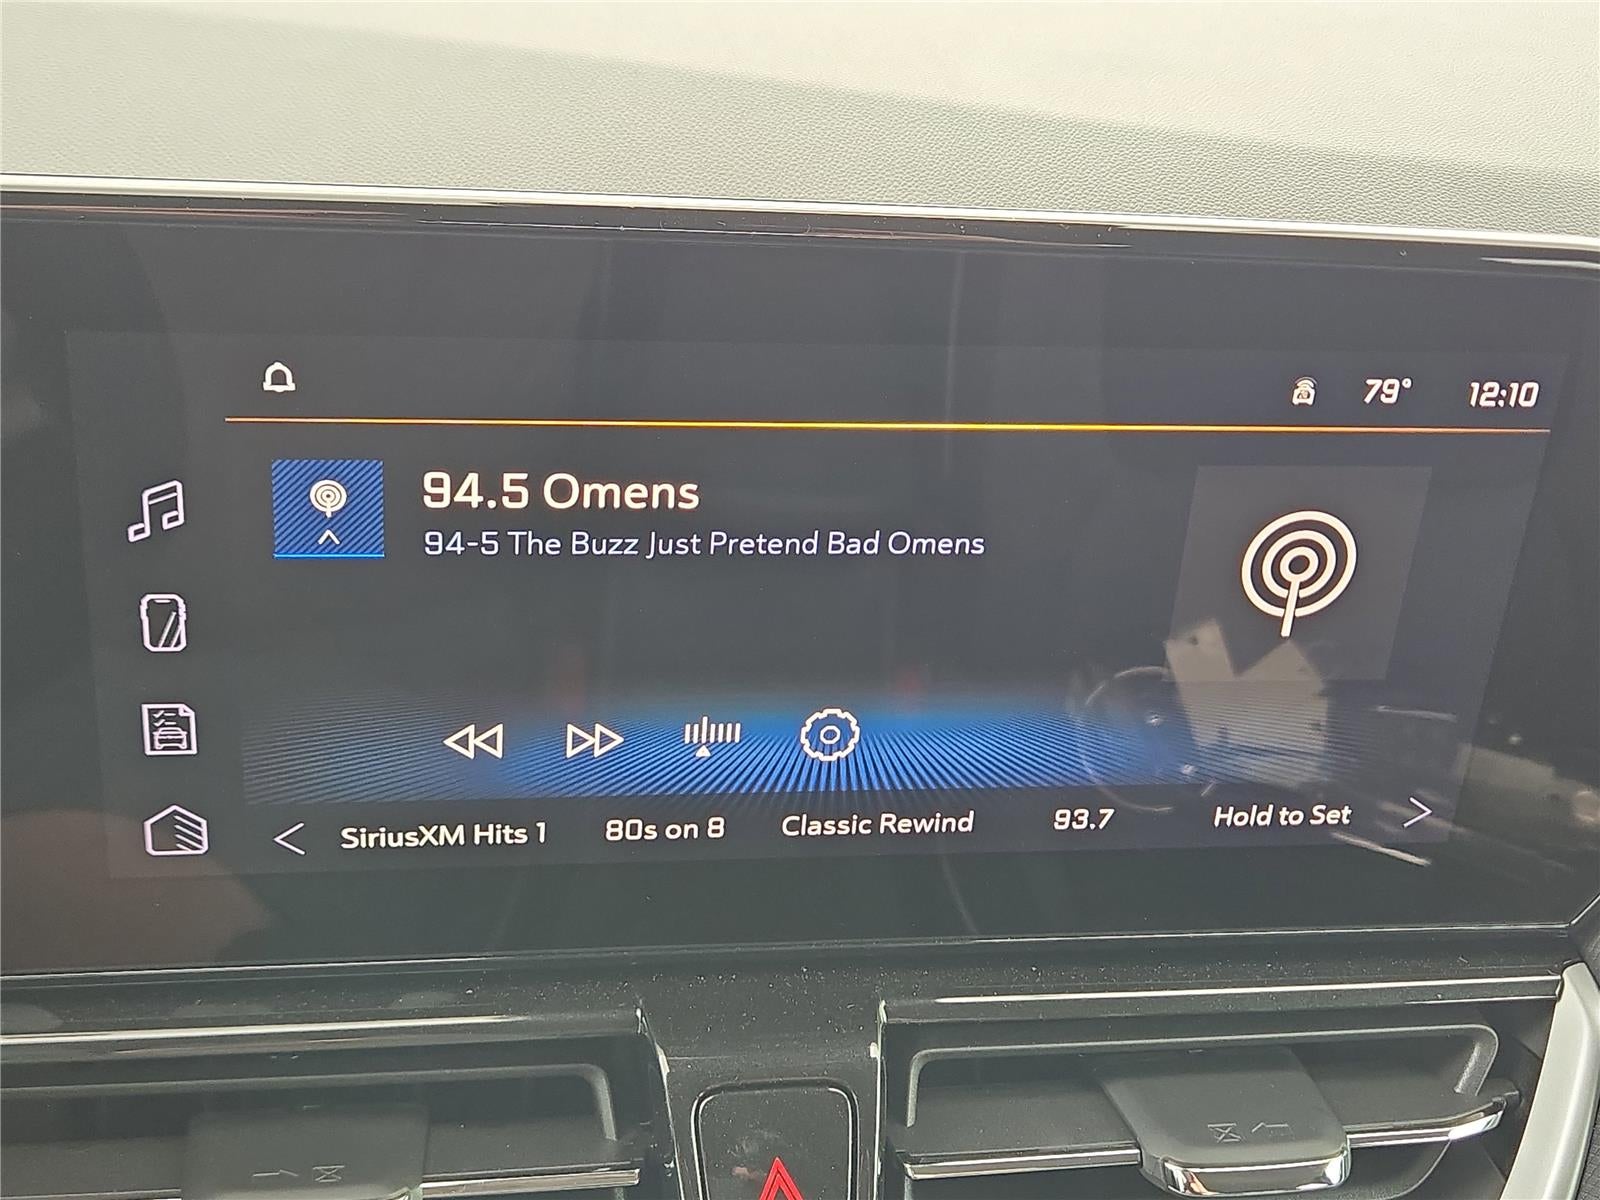 79° 12:10
94.5 Omens
94-5 The Buzz Just Pretend Bad Omens
SiriusXM Hits 1 80s on 8 Classic Rewind 93.7 Hold to Set